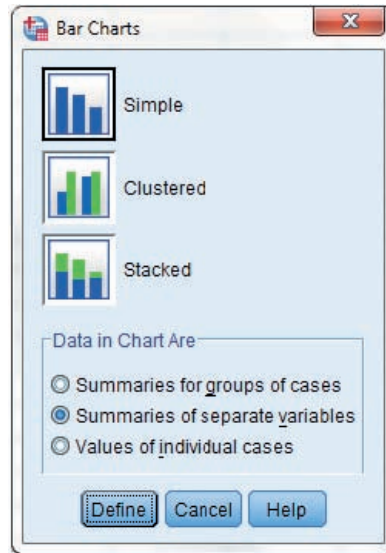 Bar Charts
Simple
Clustered
Stacked
Data in Chart Are
Summaries for groups of cases
Summaries of separate variables
Values of individual cases
Define Cancel Help